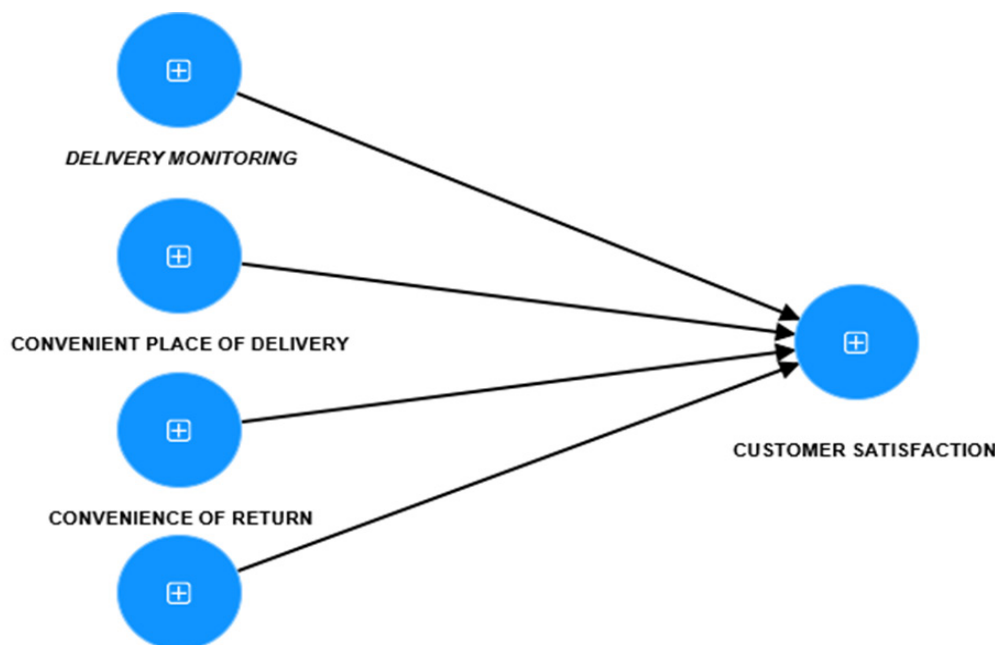 DELIVERY MONITORING
CONVENIENT PLACE OF DELIVERY
CUSTOMER SATISFACTION
CONVENIENCE OF RETURN